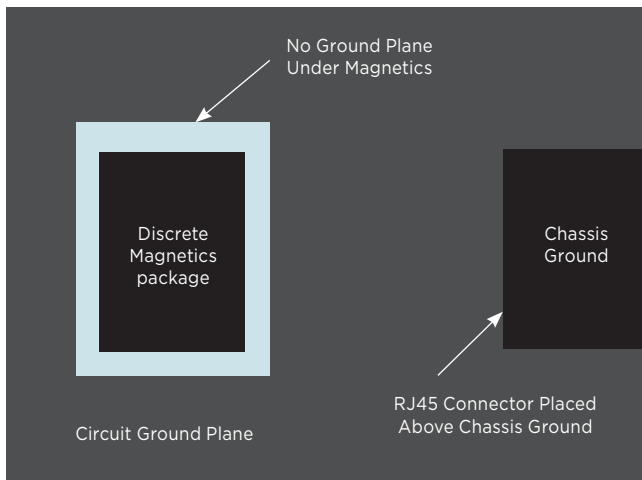 No Ground Plane
Under Magnetics
Discrete
Magnetics
package
Chassis
Ground
RJ45 Connector Placed
Above Chassis Ground
Circuit Ground Plane